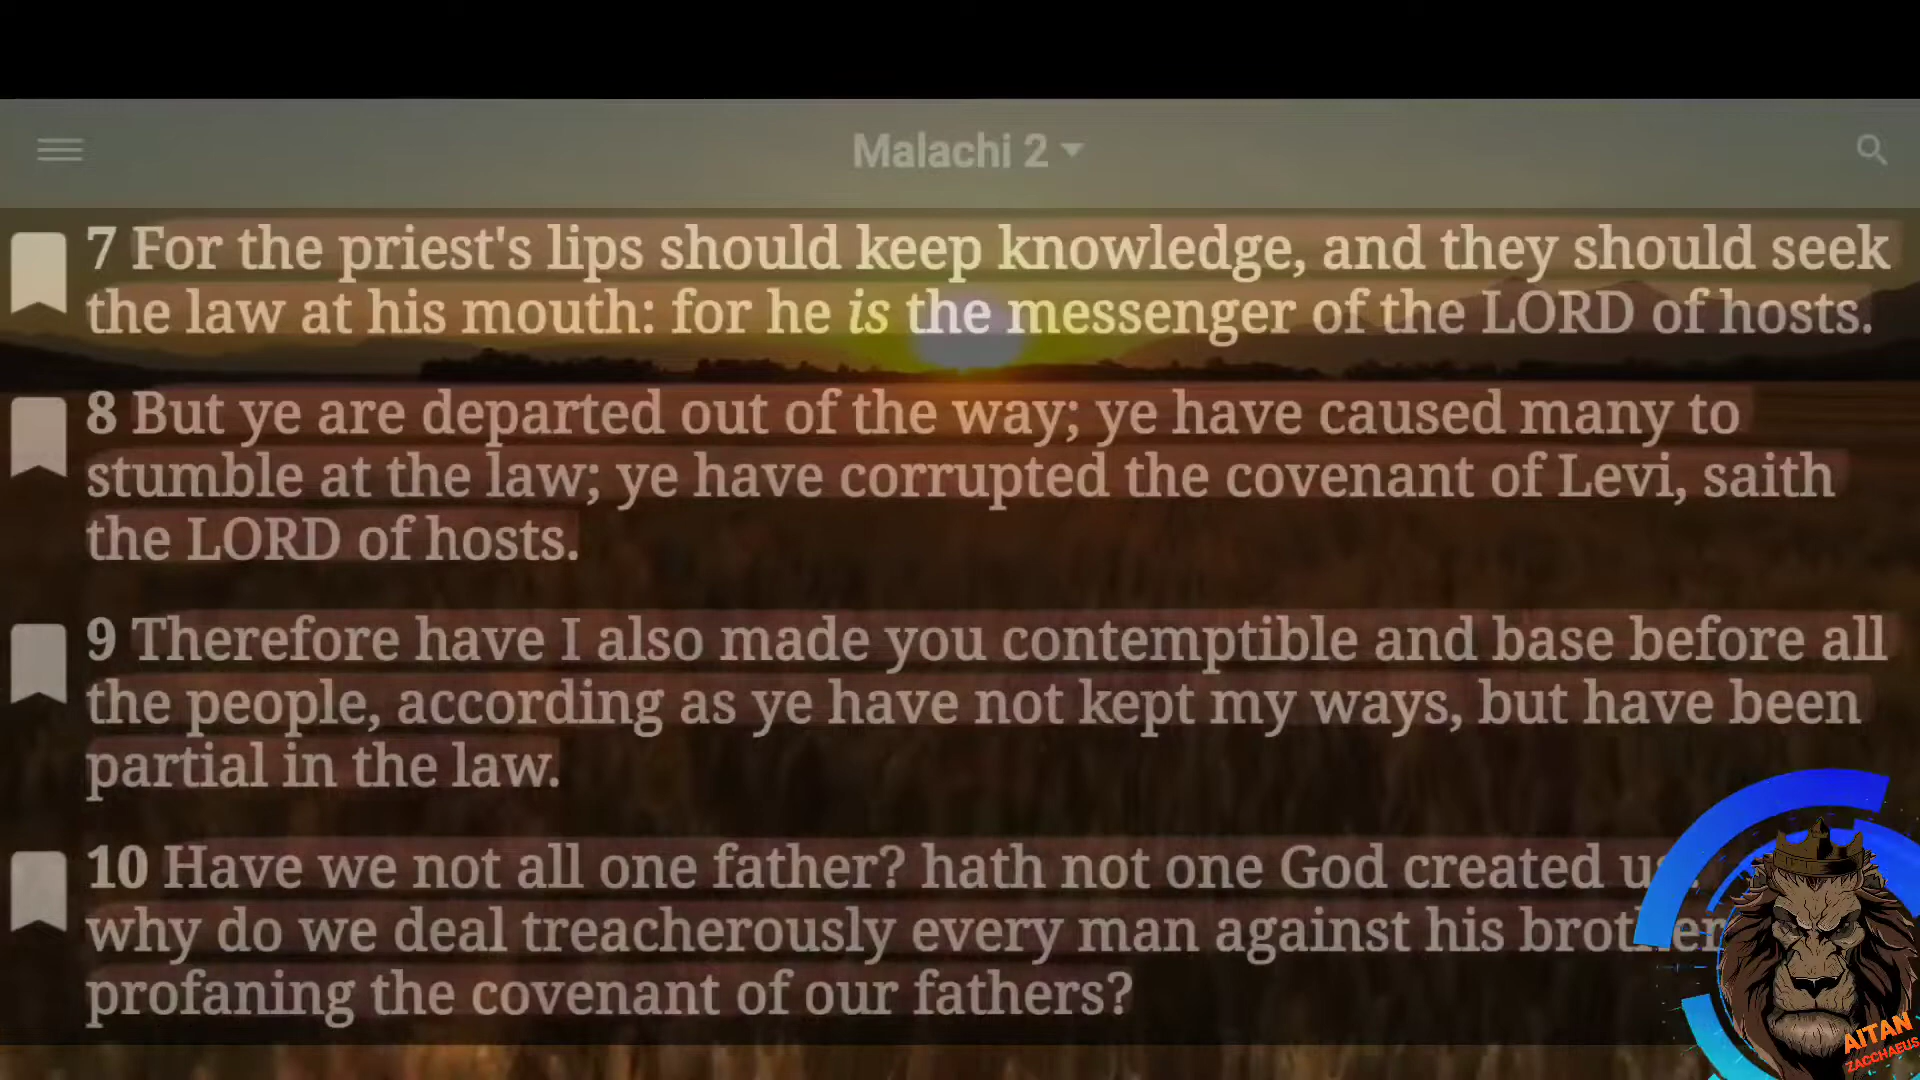 Malachi 2
7 For the priest's lips should keep knowledge, and they should seek
the law at his mouth: for he is the messenger of the LORD of hosts.
8 But ye are departed out of the way; ye have caused many to
stumble at the law; ye have corrupted the covenant of Levi, saith
the LORD of hosts.
9 Therefore have I also made you contemptible and base before all
the people, according as ye have not kept my ways, but have been
partial in the law.
10 Have we not all one father? hath not one God created us
why do we deal treacherously every man against his brother
profaning the covenant of our fathers?
AITAN
ZACCHAEUS